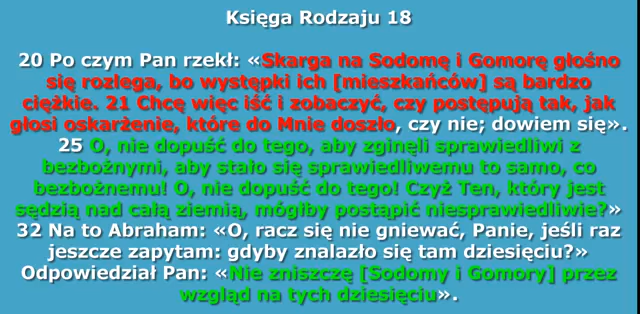 Księga Rodzaju 18
20 Po czym Pan rzekł: «Skarga na Sodomę i Gomorę głośno
się rozlega, bo występki ich [mieszkańców] są bardzo
ciężkie. 21 Chcę więc iść i zobaczyć, czy postępują tak, jak
głosi oskarżenie, które do Mnie doszło, czy nie; dowiem się».
25 O, nie dopuść do tego, aby zginęli sprawiedliwi z
bezbożnymi, aby stało się sprawiedliwemu to samo, co
bezbożnemu! O, nie dopuść do tego! Czyż Ten, który jest
sędzią nad całą ziemią, mógłby postąpić niesprawiedliwie?»
32 Na to Abraham: «O, racz się nie gniewać, Panie, jeśli raz
jeszcze zapytam: gdyby znalazło się tam dziesięciu?»
Odpowiedział Pan: «Nie zniszczę [Sodomy i Gomory] przez
wzgląd na tych dziesięciu».